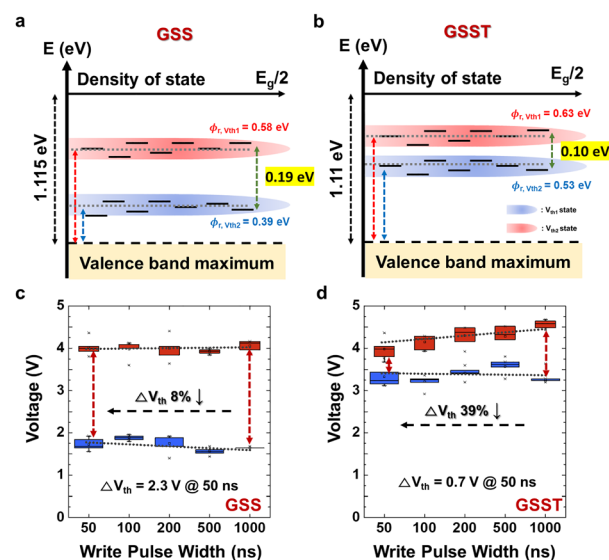 a
GSS
E (eV)
Density of state
Eg/2
1.115 eV
ϕr, Vth1 = 0.58 eV
0.19 eV
ϕr, Vth2 = 0.39 eV
Valence band maximum
b
GSST
E (eV)
Density of state
Eg/2
1.11 eV
ϕr, Vth1 = 0.63 eV
0.10 eV
ϕr, Vth2 = 0.53 eV
: Vth1 state
: Vth2 state
Valence band maximum
c
Voltage (V)
5
4
3
2
1
0
△Vth 8% ↓
△Vth = 2.3 V @ 50 ns
GSS
50 100 200 500 1000
Write Pulse Width (ns)
d
Voltage (V)
5
4
3
2
1
0
△Vth 39% ↓
△Vth = 0.7 V @ 50 ns
GSST
50 100 200 500 1000
Write Pulse Width (ns)